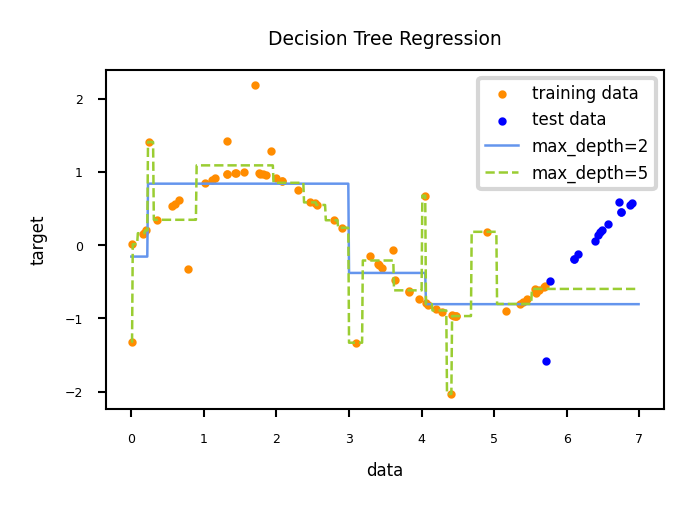 Decision Tree Regression
training data
test data
max_depth=2
max_depth=5
target
2
1
0
−1
−2
0 1 2 3 4 5 6 7
data